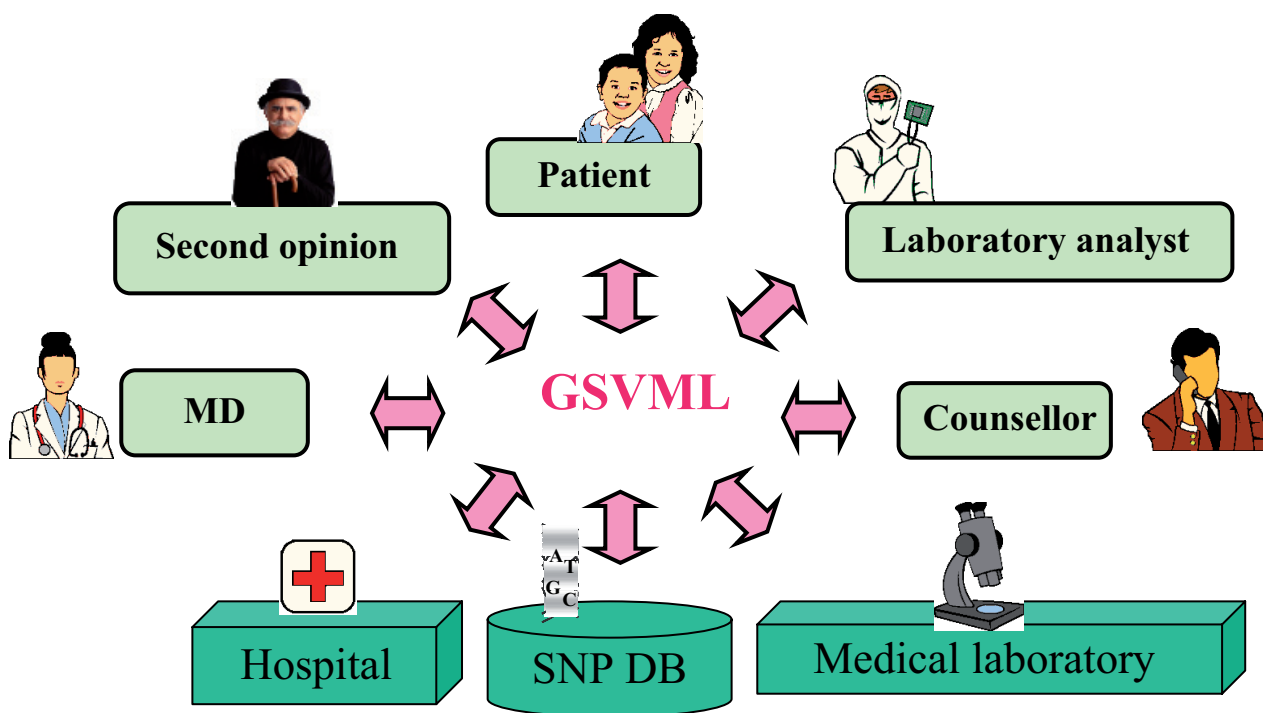 Patient
Second opinion
Laboratory analyst
GSVML
MD
Counsellor
A
T
G
C
Hospital
SNP DB
Medical laboratory